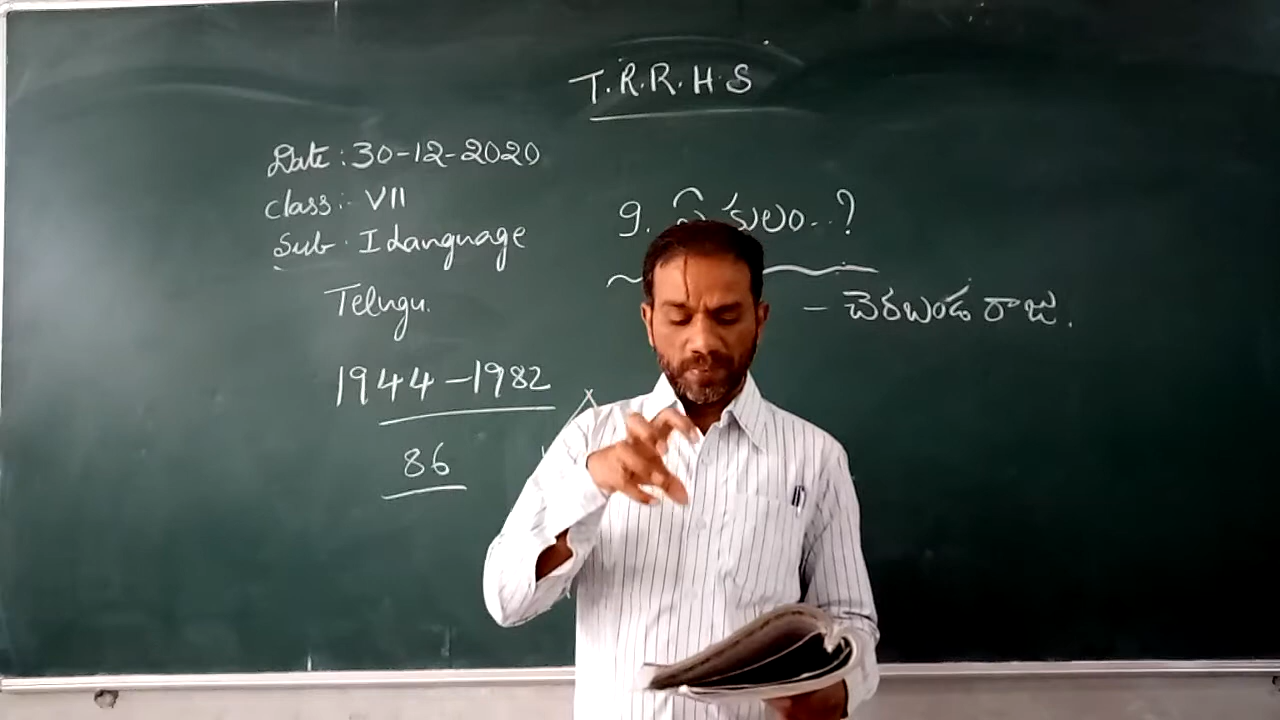 T.R.R.H.S
Date : 30-12-2020
Class :- VII
Sub : I Language
Telugu.
1944 - 1982
86
9. ఏ కులం..?
- చెరబండ రాజు.